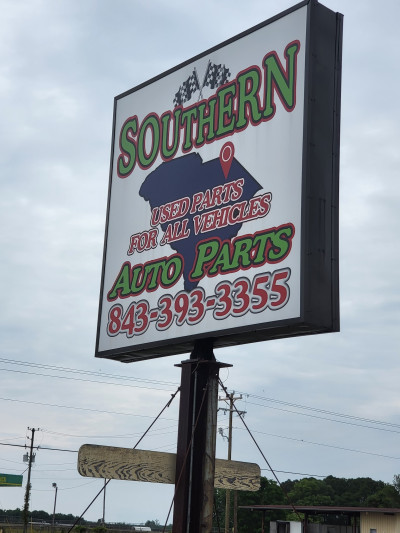 SOUTHERN
USED PARTS
FOR ALL VEHICLES
AUTO PARTS
843-393-3355